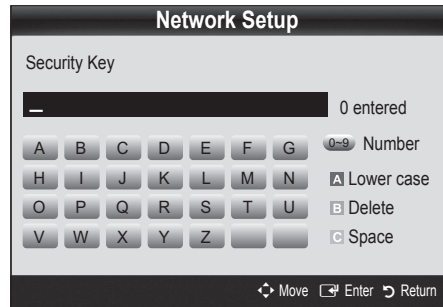 Network Setup
Security Key
_ 0 entered
A B C D E F G 0~9 Number
H I J K L M N A Lower case
O P Q R S T U B Delete
V W X Y Z C Space
Move Enter Return